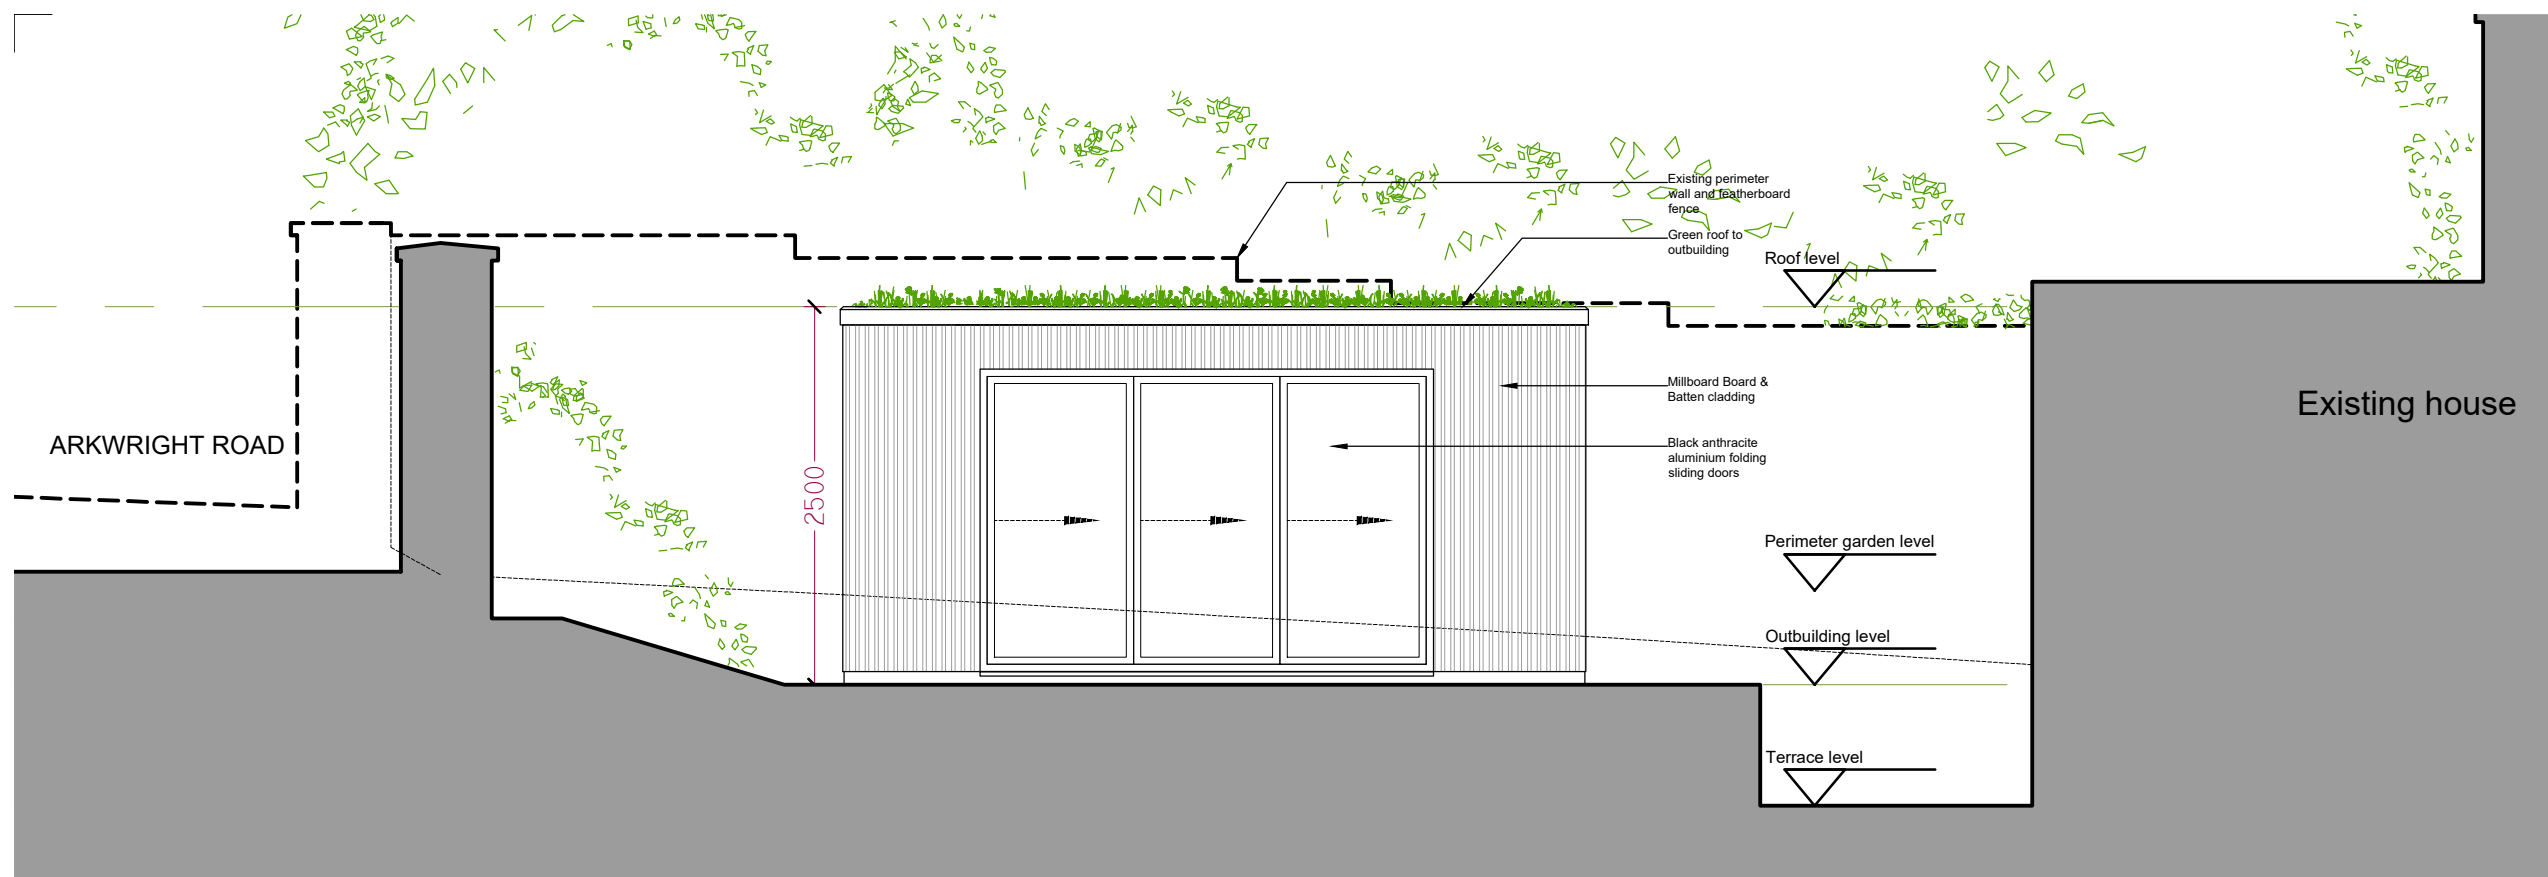 Existing perimeter
wall and featherboard
fence
Green roof to
outbuilding
Roof level
Millboard Board &
Batten cladding
Existing house
ARKWRIGHT ROAD
Black anthracite
aluminium folding
sliding doors
2500
Perimeter garden level
Outbuilding level
Terrace level